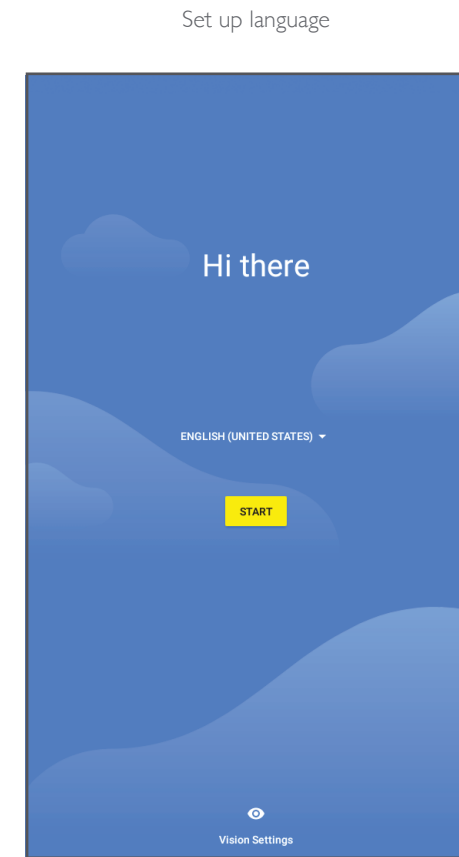 Set up language
Hi there
ENGLISH (UNITED STATES)
START
Vision Settings